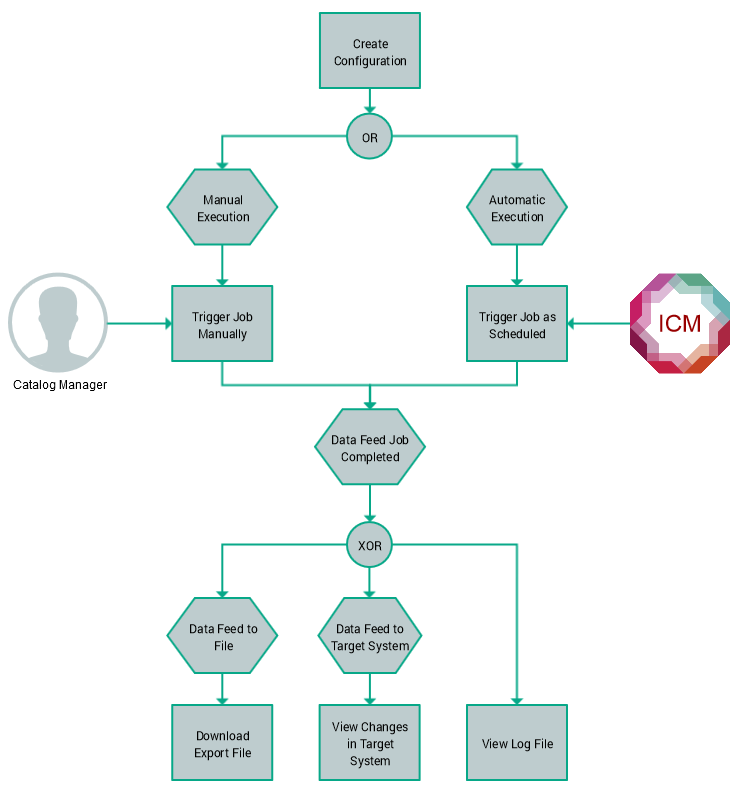 Create
Configuration
OR
Manual
Execution
Automatic
Execution
Trigger Job
Manually
Trigger Job as
Scheduled
ICM
Catalog Manager
Data Feed Job
Completed
XOR
Data Feed to
File
Data Feed to
Target System
Download
Export File
View Changes
in Target
System
View Log File